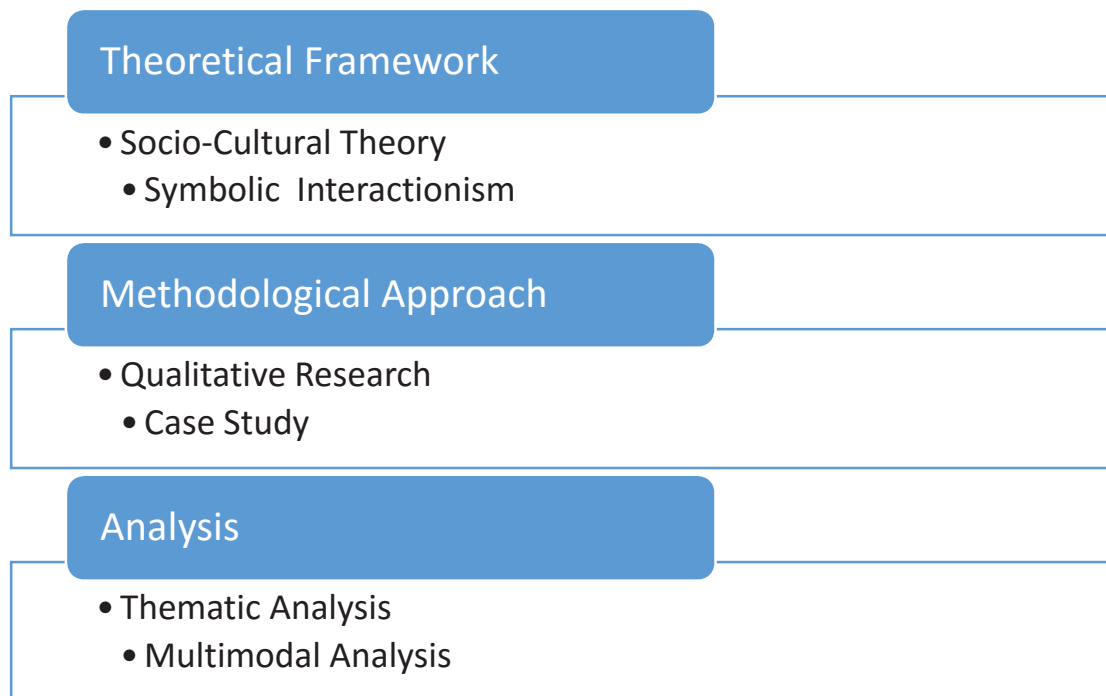 Theoretical Framework
• Socio-Cultural Theory
• Symbolic  Interactionism
Methodological Approach
• Qualitative Research
• Case Study
Analysis
• Thematic Analysis
• Multimodal Analysis